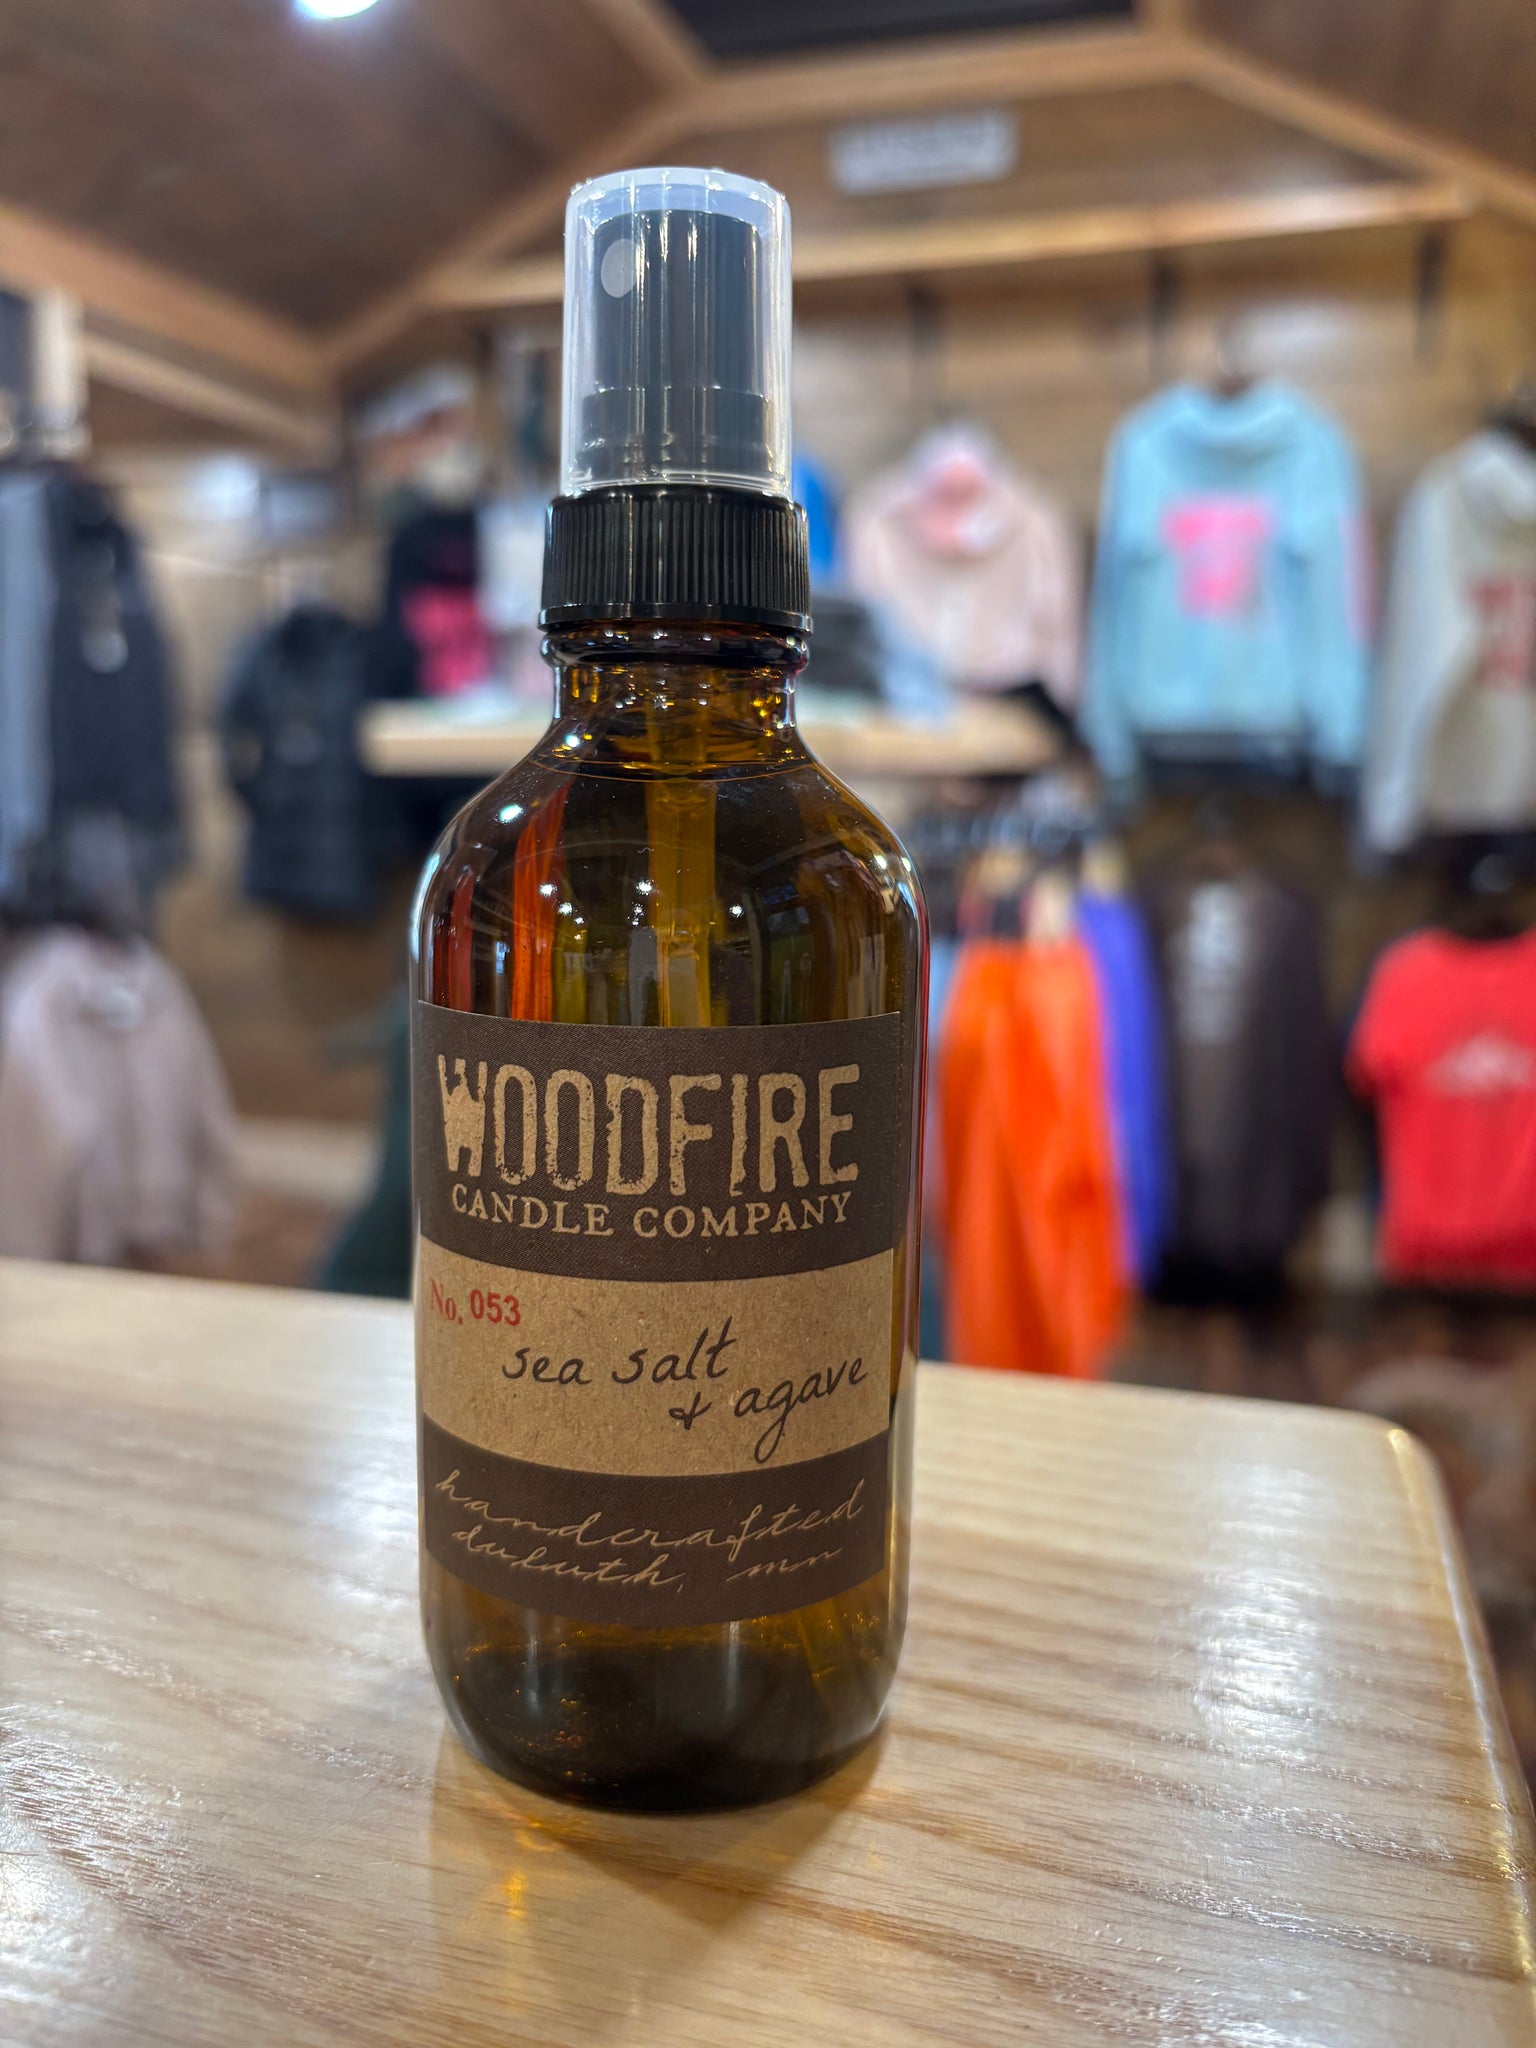 WOODFIRE
CANDLE COMPANY
No. 053
sea salt
& agave
handcrafted
duluth, mn